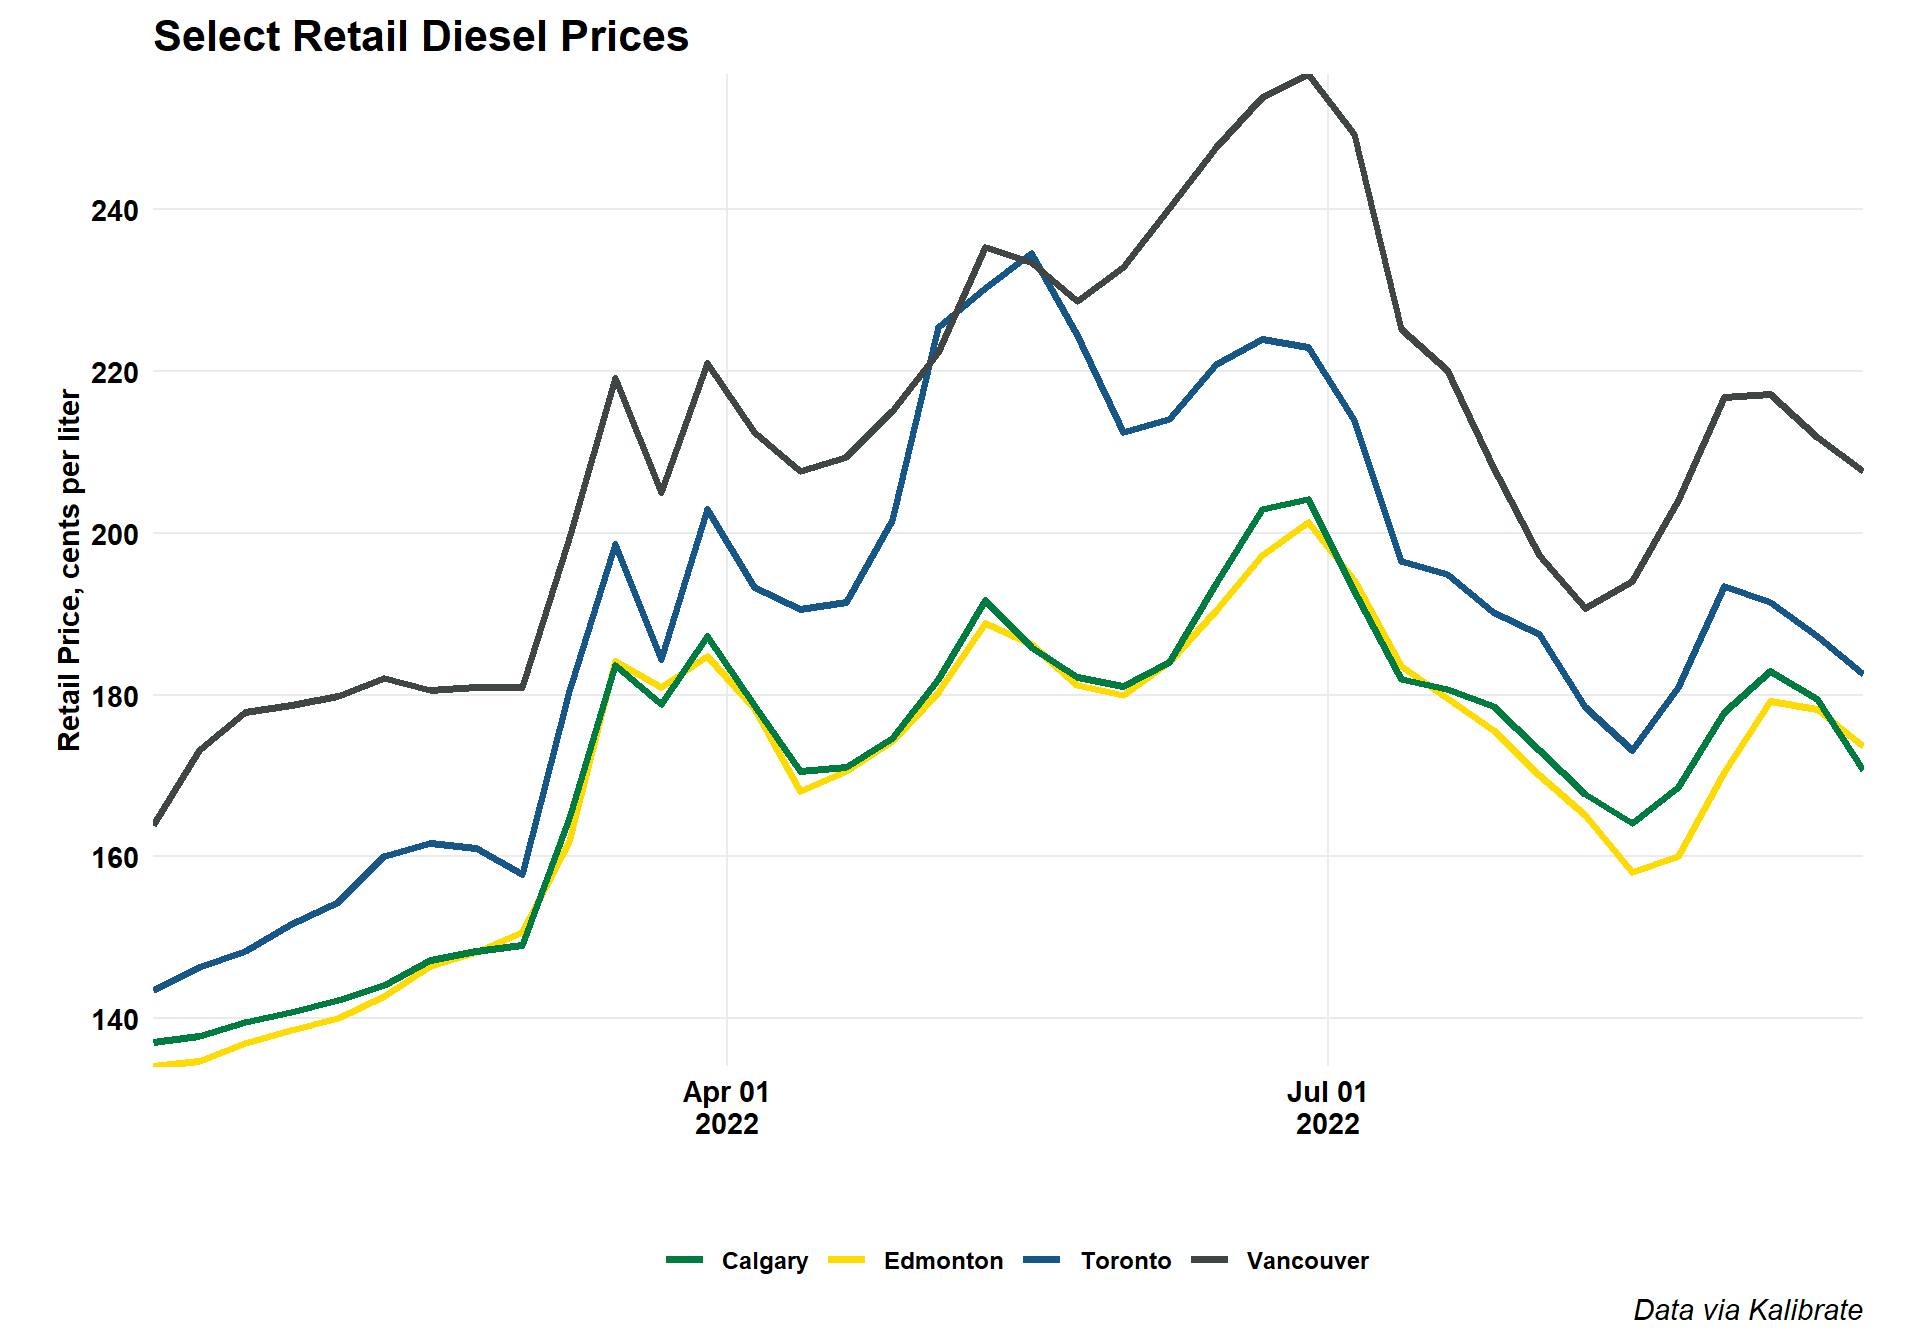 Select Retail Diesel Prices
Retail Price, cents per liter
240
220
200
180
160
140
Apr 01
2022
Jul 01
2022
Calgary
Edmonton
Toronto
Vancouver
Data via Kalibrate